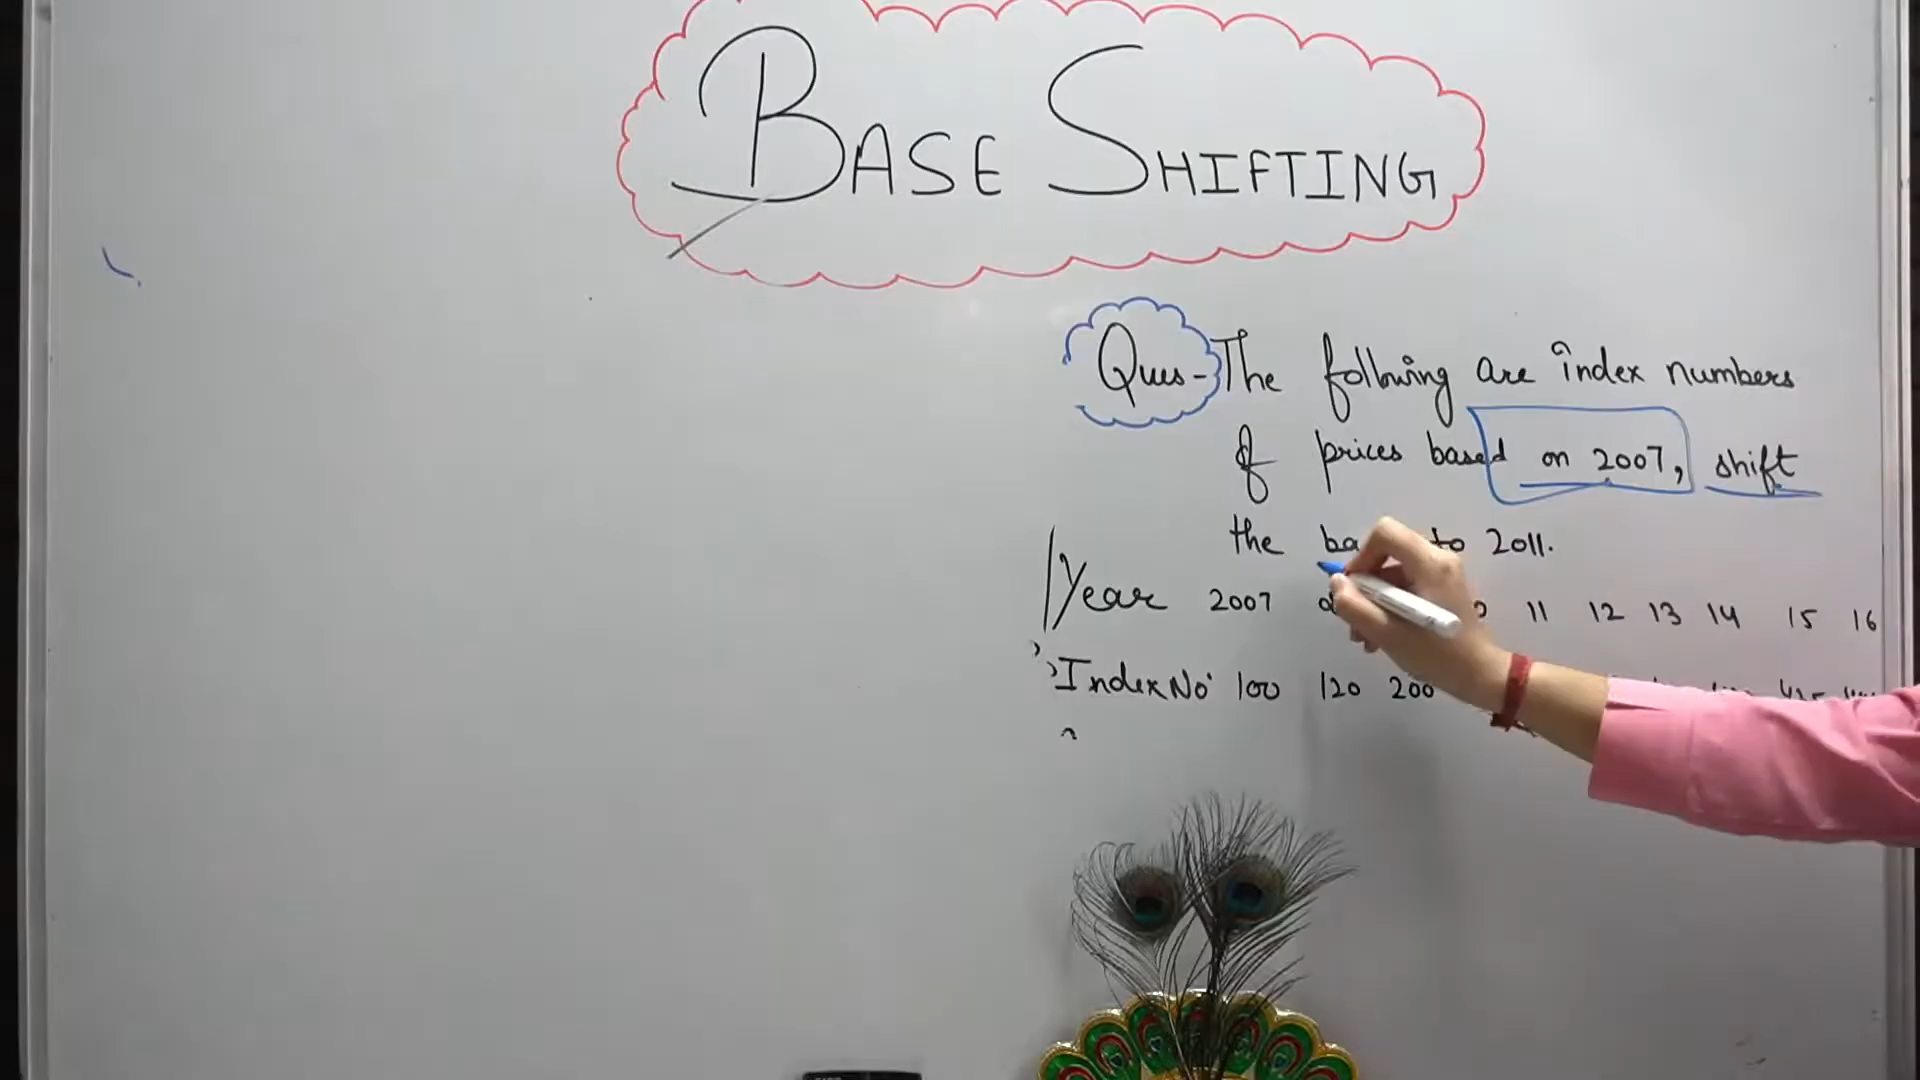 BASE SHIFTING
Ques- The following are index numbers
of prices based on 2007, shift
the to 2011.
Year 2007 11 12 13 14 15 16
Index No 100 120 200